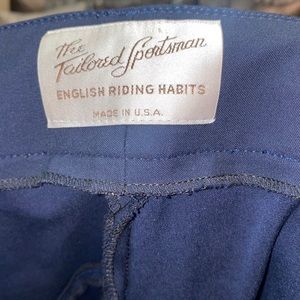 The
Tailored Sportsman
ENGLISH RIDING HABITS
MADE IN U.S.A.